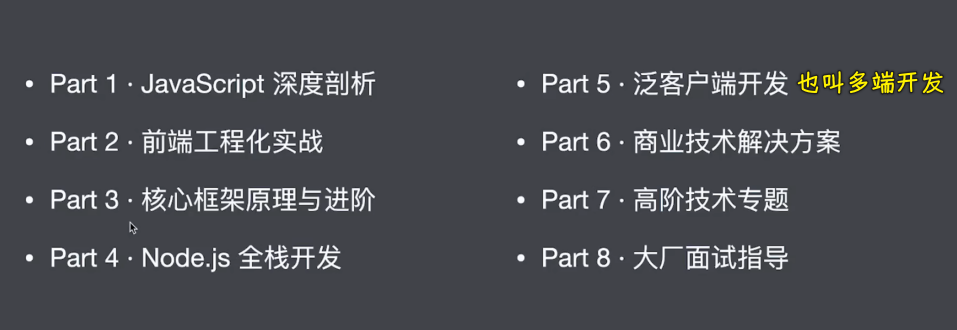 • Part 1 · JavaScript 深度剖析
• Part 2 · 前端工程化实战
• Part 3 · 核心框架原理与进阶
• Part 4 · Node.js 全栈开发
• Part 5 · 泛客户端开发 也叫多端开发
• Part 6 · 商业技术解决方案
• Part 7 · 高阶技术专题
• Part 8 · 大厂面试指导